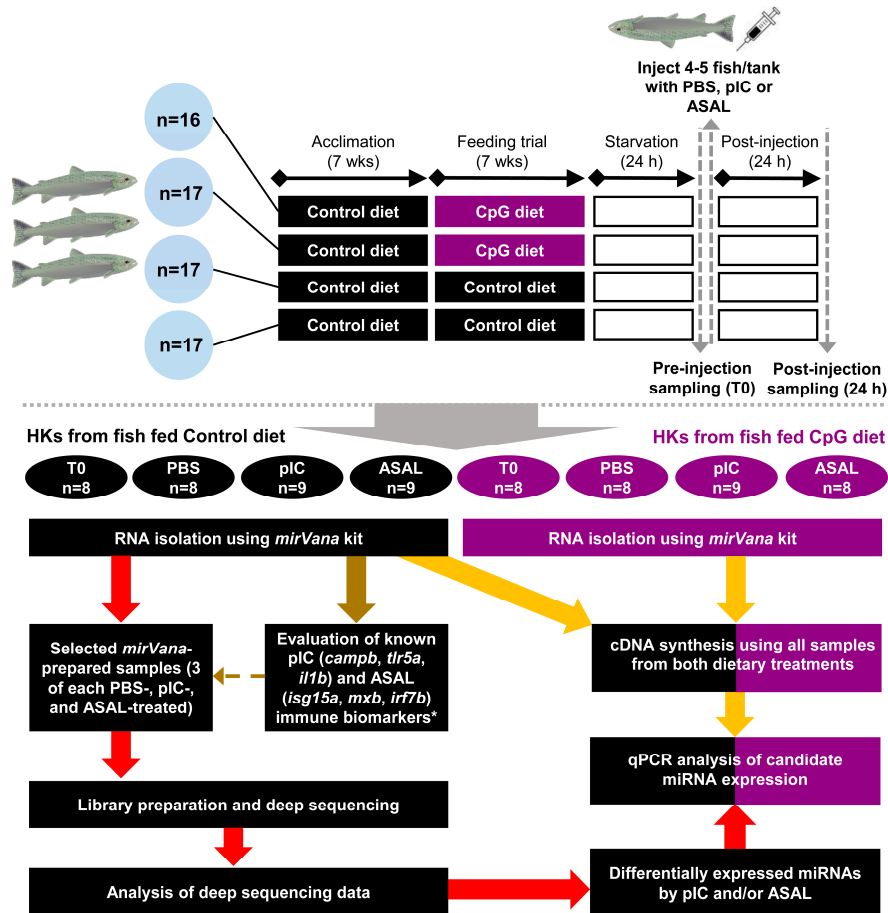 Inject 4-5 fish/tank
with PBS, pIC or
ASAL
n=16
n=17
n=17
n=17
Acclimation
(7 wks)
Feeding trial
(7 wks)
Starvation
(24 h)
Post-injection
(24 h)
Control diet
CpG diet
Control diet
CpG diet
Control diet
Control diet
Control diet
Control diet
Pre-injection
sampling (T0)
Post-injection
sampling (24 h)
HKs from fish fed Control diet
HKs from fish fed CpG diet
T0
n=8
PBS
n=8
pIC
n=9
ASAL
n=9
T0
n=8
PBS
n=8
pIC
n=9
ASAL
n=8
RNA isolation using mirVana kit
RNA isolation using mirVana kit
Selected mirVana-
prepared samples (3
of each PBS-, pIC-,
and ASAL-treated)
Evaluation of known
pIC (campb, tlr5a,
il1b) and ASAL
(isg15a, mxb, irf7b)
immune biomarkers*
cDNA synthesis using all samples
from both dietary treatments
qPCR analysis of candidate
miRNA expression
Library preparation and deep sequencing
Analysis of deep sequencing data
Differentially expressed miRNAs
by pIC and/or ASAL